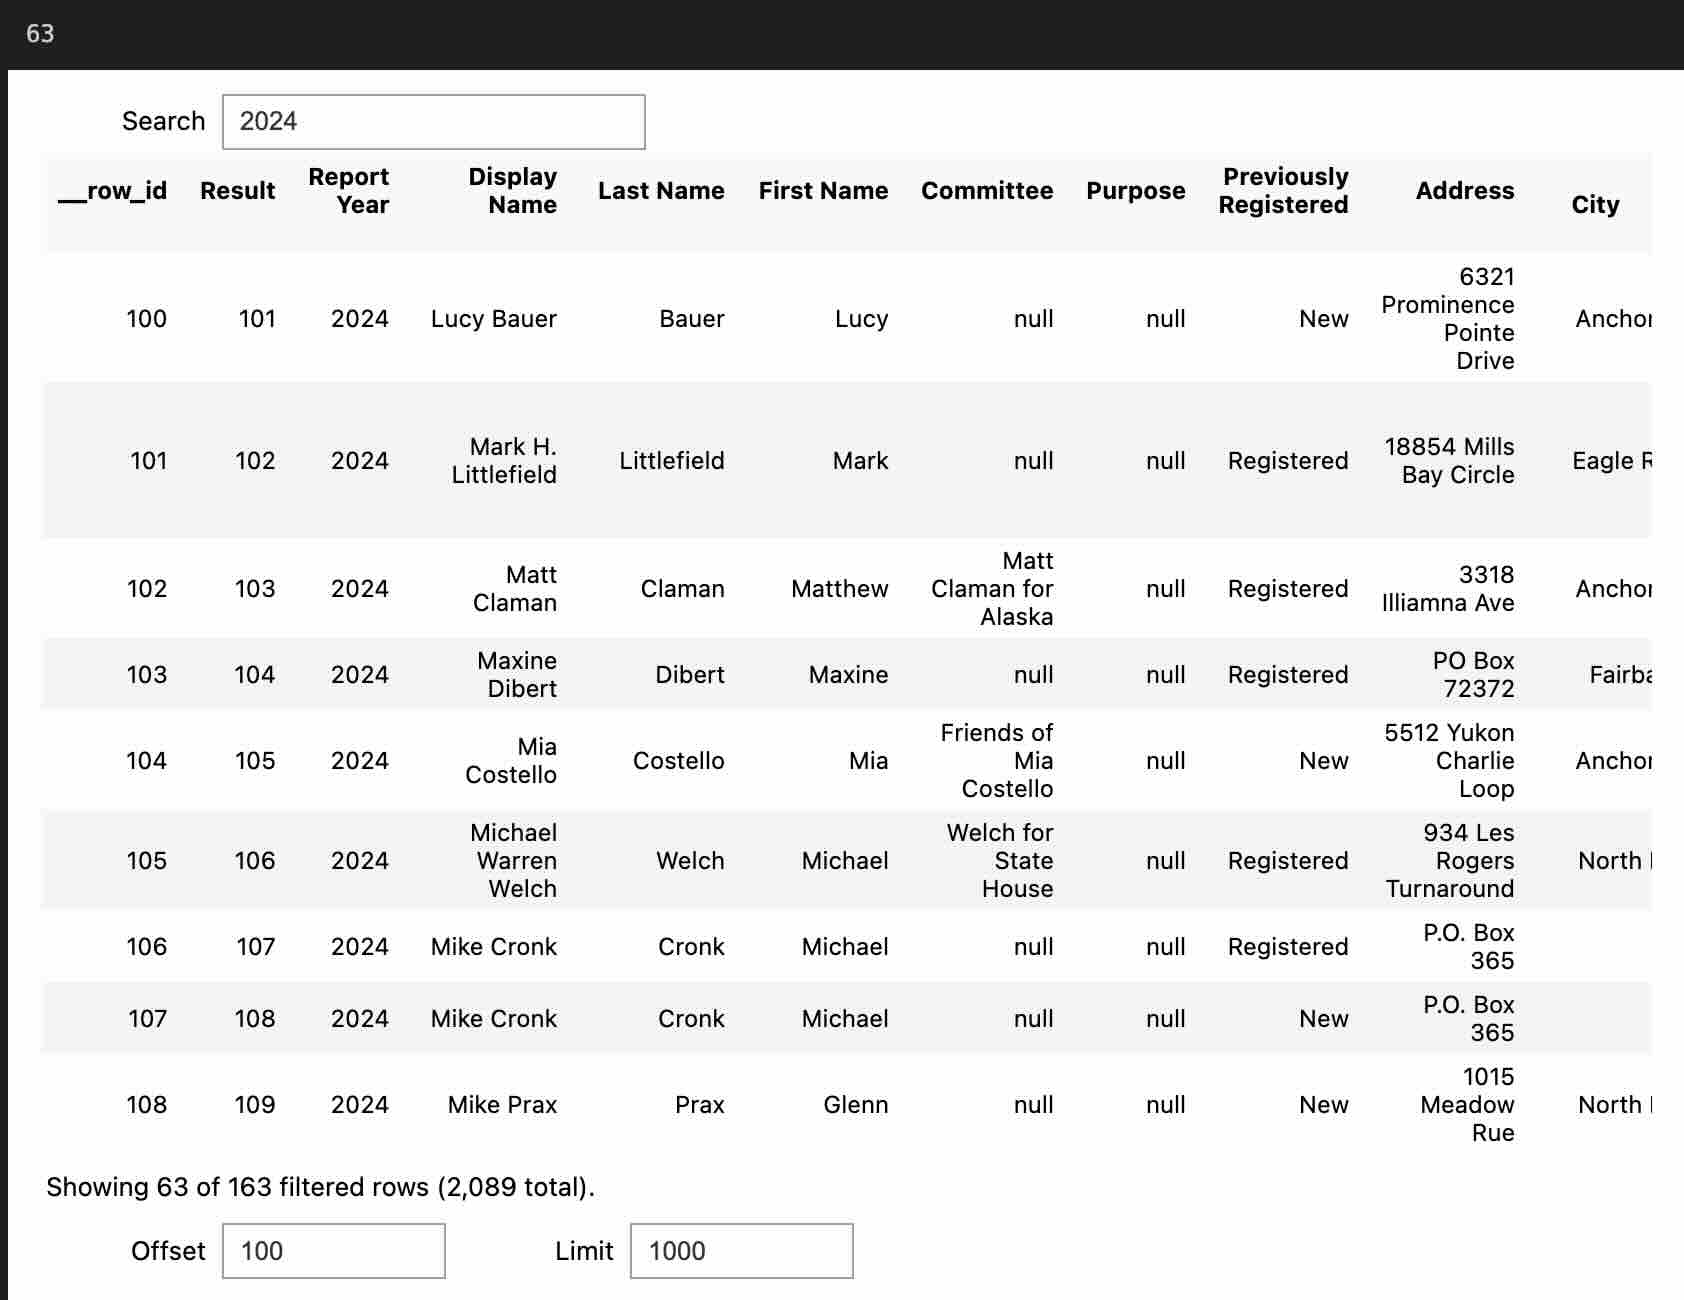 63
Search 2024
__row_id Result Report Year Display Name Last Name First Name Committee Purpose Previously Registered Address City
100 101 2024 Lucy Bauer Bauer Lucy null null New 6321 Prominence Pointe Drive Anchor
101 102 2024 Mark H. Littlefield Littlefield Mark null null Registered 18854 Mills Bay Circle Eagle R
102 103 2024 Matt Claman Claman Matthew Matt Claman for Alaska null Registered 3318 Illiamna Ave Anchor
103 104 2024 Maxine Dibert Dibert Maxine null null Registered PO Box 72372 Fairba
104 105 2024 Mia Costello Costello Mia Friends of Mia Costello null New 5512 Yukon Charlie Loop Anchor
105 106 2024 Michael Warren Welch Welch Michael Welch for State House null Registered 934 Les Rogers Turnaround North
106 107 2024 Mike Cronk Cronk Michael null null Registered P.O. Box 365
107 108 2024 Mike Cronk Cronk Michael null null New P.O. Box 365
108 109 2024 Mike Prax Prax Glenn null null New 1015 Meadow Rue North
Showing 63 of 163 filtered rows (2,089 total).
Offset 100 Limit 1000